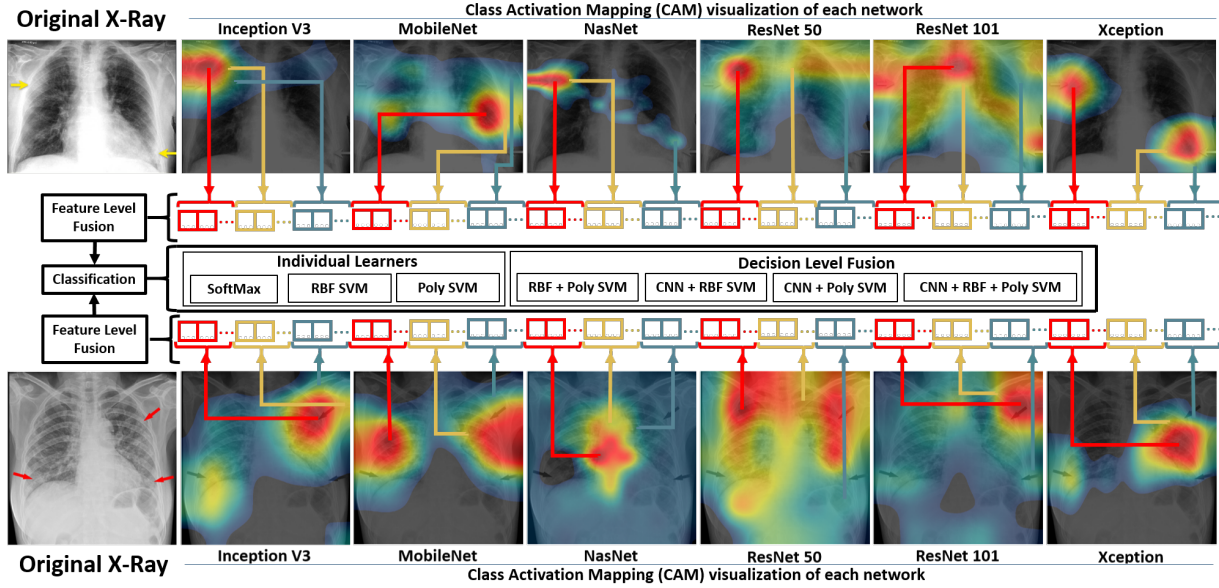 Class Activation Mapping (CAM) visualization of each network
Original X-Ray
Inception V3
MobileNet
NasNet
ResNet 50
ResNet 101
Xception
Feature Level
Fusion
Classification
Feature Level
Fusion
Individual Learners
SoftMax
RBF SVM
Poly SVM
Decision Level Fusion
RBF + Poly SVM
CNN + RBF SVM
CNN + Poly SVM
CNN + RBF + Poly SVM
Original X-Ray
Inception V3
MobileNet
NasNet
ResNet 50
ResNet 101
Xception
Class Activation Mapping (CAM) visualization of each network